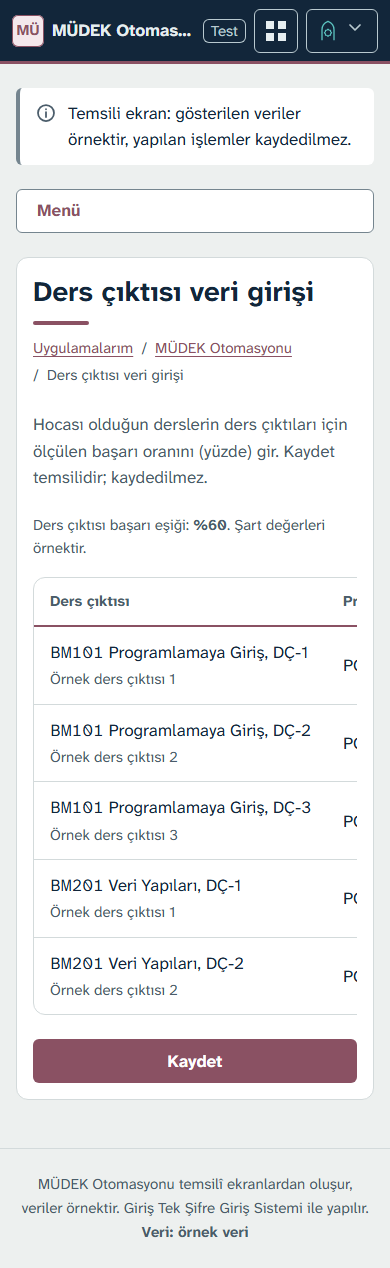 MÜ MÜDEK Otomas... Test
Temsili ekran: gösterilen veriler
örnektir, yapılan işlemler kaydedilmez.
Menü
Ders çıktısı veri girişi
Uygulamalarım / MÜDEK Otomasyonu
/ Ders çıktısı veri girişi
Hocası olduğun derslerin ders çıktıları için
ölçülen başarı oranını (yüzde) gir. Kaydet
temsilidir; kaydedilmez.
Ders çıktısı başarı eşiği: %60. Şart değerleri
örnektir.
Ders çıktısı
BM101 Programlamaya Giriş, DÇ-1
Örnek ders çıktısı 1
BM101 Programlamaya Giriş, DÇ-2
Örnek ders çıktısı 2
BM101 Programlamaya Giriş, DÇ-3
Örnek ders çıktısı 3
BM201 Veri Yapıları, DÇ-1
Örnek ders çıktısı 1
BM201 Veri Yapıları, DÇ-2
Örnek ders çıktısı 2
Kaydet
MÜDEK Otomasyonu temsilî ekranlardan oluşur,
veriler örnektir. Giriş Tek Şifre Giriş Sistemi ile yapılır.
Veri: örnek veri